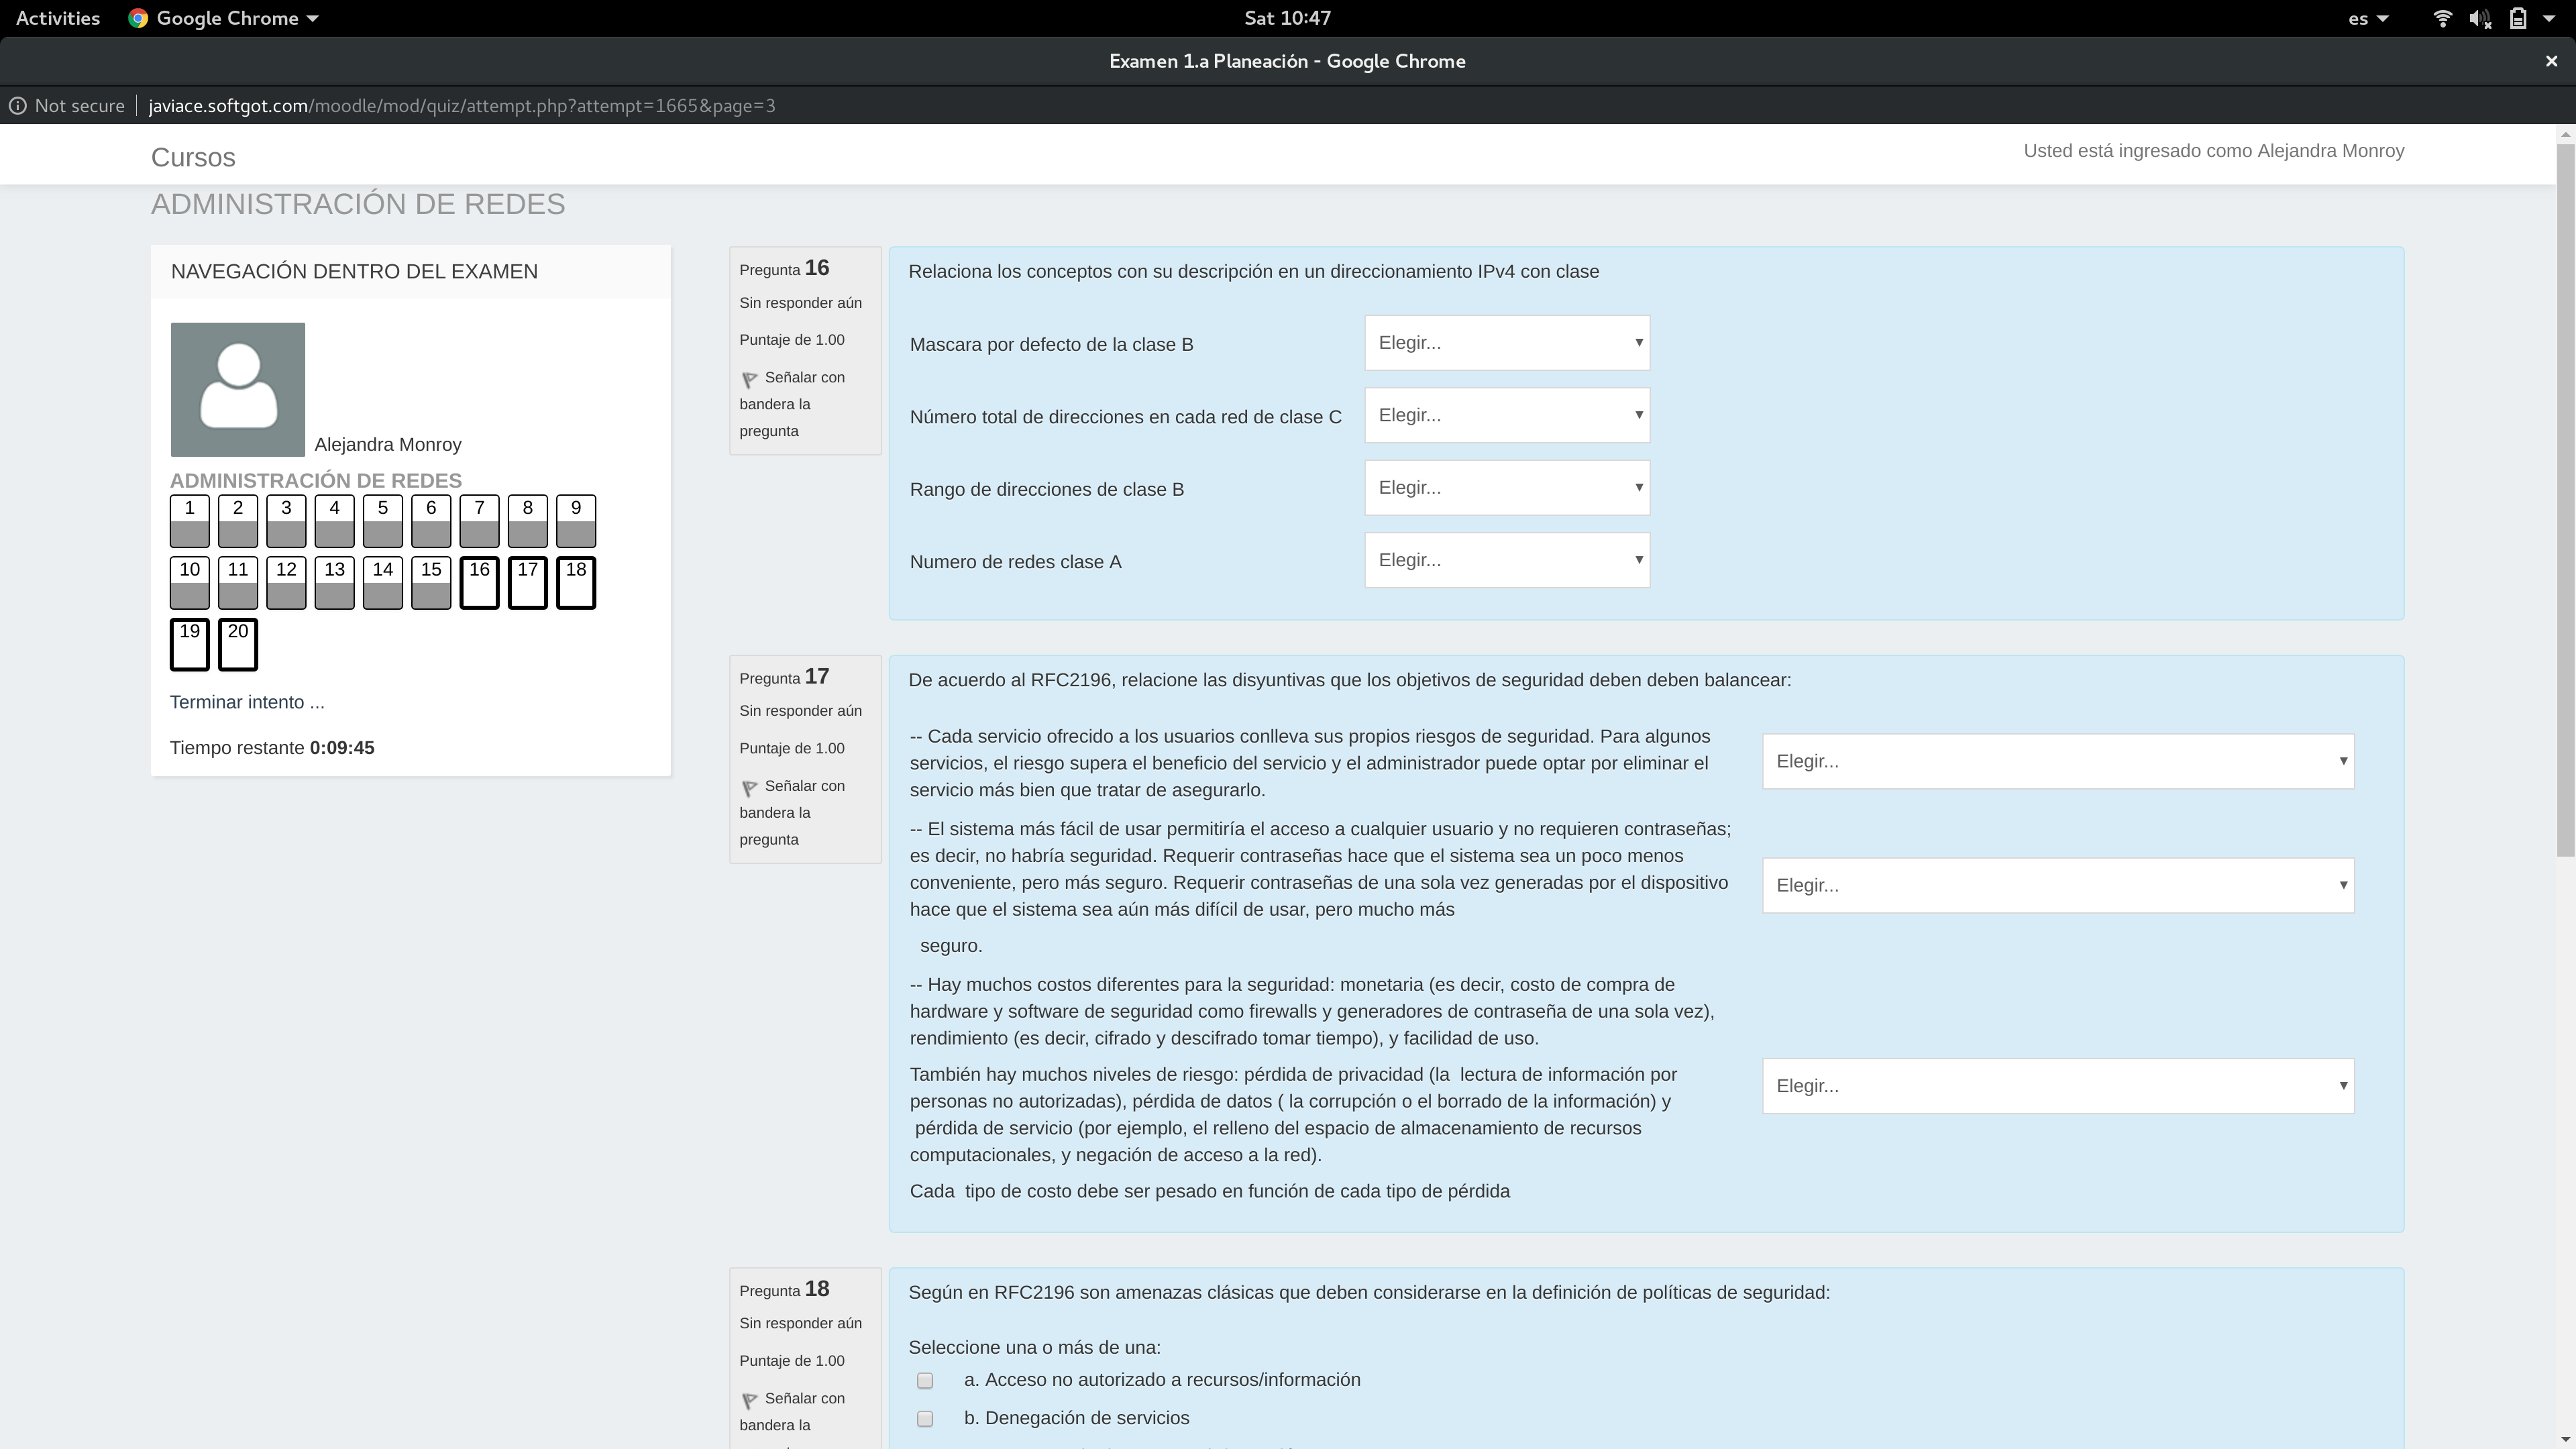 Activities
Google Chrome
Sat 10:47
es
Examen 1.a Planeación - Google Chrome
Not secure
javiace.softgot.com/moodle/mod/quiz/attempt.php?attempt=1665&page=3
Cursos
Usted está ingresado como Alejandra Monroy
ADMINISTRACIÓN DE REDES
NAVEGACIÓN DENTRO DEL EXAMEN
Alejandra Monroy
ADMINISTRACIÓN DE REDES
1 2 3 4 5 6 7 8 9
10 11 12 13 14 15 16 17 18
19 20
Terminar intento ...
Tiempo restante 0:09:45
Pregunta 16
Sin responder aún
Puntaje de 1.00
Señalar con
bandera la
pregunta
Relaciona los conceptos con su descripción en un direccionamiento IPv4 con clase
Mascara por defecto de la clase B
Elegir...
Número total de direcciones en cada red de clase C
Elegir...
Rango de direcciones de clase B
Elegir...
Numero de redes clase A
Elegir...
Pregunta 17
Sin responder aún
Puntaje de 1.00
Señalar con
bandera la
pregunta
De acuerdo al RFC2196, relacione las disyuntivas que los objetivos de seguridad deben deben balancear:
-- Cada servicio ofrecido a los usuarios conlleva sus propios riesgos de seguridad. Para algunos
servicios, el riesgo supera el beneficio del servicio y el administrador puede optar por eliminar el
servicio más bien que tratar de asegurarlo.
Elegir...
-- El sistema más fácil de usar permitiría el acceso a cualquier usuario y no requieren contraseñas;
es decir, no habría seguridad. Requerir contraseñas hace que el sistema sea un poco menos
conveniente, pero más seguro. Requerir contraseñas de una sola vez generadas por el dispositivo
hace que el sistema sea aún más difícil de usar, pero mucho más
seguro.
Elegir...
-- Hay muchos costos diferentes para la seguridad: monetaria (es decir, costo de compra de
hardware y software de seguridad como firewalls y generadores de contraseña de una sola vez),
rendimiento (es decir, cifrado y descifrado tomar tiempo), y facilidad de uso.
También hay muchos niveles de riesgo: pérdida de privacidad (la lectura de información por
personas no autorizadas), pérdida de datos ( la corrupción o el borrado de la información) y
pérdida de servicio (por ejemplo, el relleno del espacio de almacenamiento de recursos
computacionales, y negación de acceso a la red).
Cada tipo de costo debe ser pesado en función de cada tipo de pérdida
Elegir...
Pregunta 18
Sin responder aún
Puntaje de 1.00
Señalar con
bandera la
Según en RFC2196 son amenazas clásicas que deben considerarse en la definición de políticas de seguridad:
Seleccione una o más de una:
a. Acceso no autorizado a recursos/información
b. Denegación de servicios